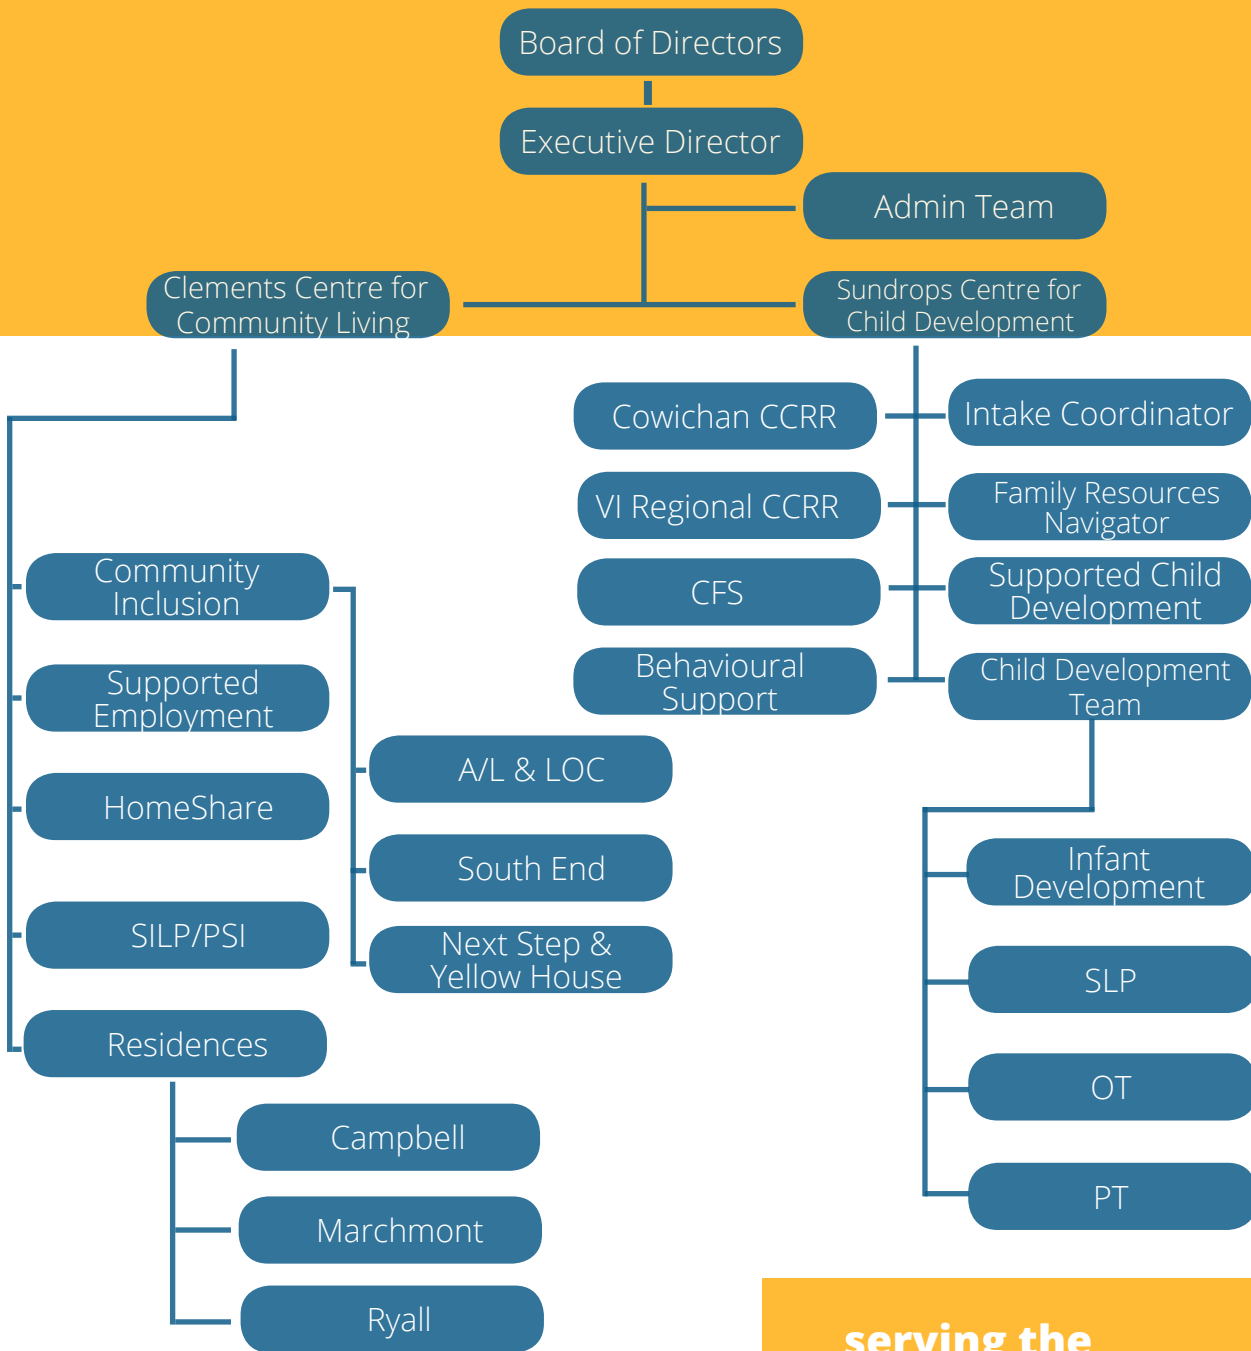 Board of Directors
Executive Director
Admin Team
Clements Centre for
Community Living
Sundrops Centre for
Child Development
Cowichan CCRR
Intake Coordinator
VI Regional CCRR
Family Resources
Navigator
CFS
Supported Child
Development
Behavioural
Support
Child Development
Team
Community
Inclusion
Supported
Employment
HomeShare
SILP/PSI
Residences
A/L & LOC
South End
Next Step &
Yellow House
Campbell
Marchmont
Ryall
Infant
Development
SLP
OT
PT
serving the